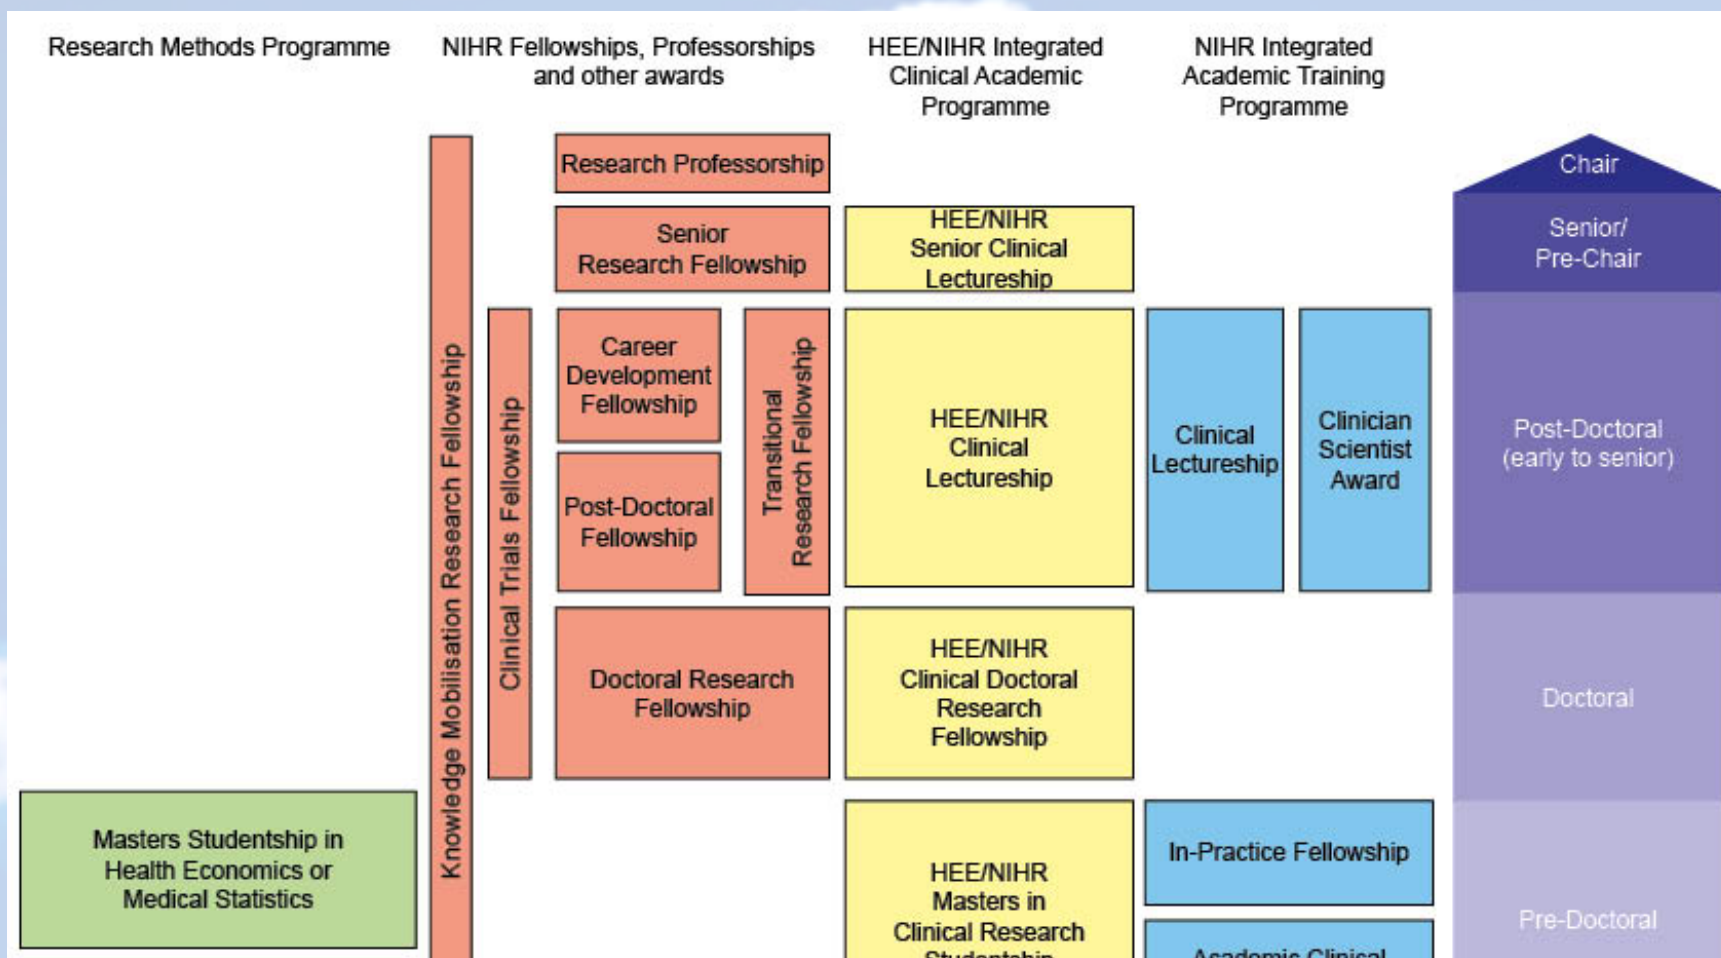 Research Methods Programme
NIHR Fellowships, Professorships
and other awards
HEE/NIHR Integrated
Clinical Academic
Programme
NIHR Integrated
Academic Training
Programme
Knowledge Mobilisation Research Fellowship
Research Professorship
Chair
Senior
Research Fellowship
HEE/NIHR
Senior Clinical
Lectureship
Senior/
Pre-Chair
Clinical Trials Fellowship
Career
Development
Fellowship
Transitional
Research Fellowship
Post-Doctoral
Fellowship
HEE/NIHR
Clinical
Lectureship
Clinical
Lectureship
Clinician
Scientist
Award
Post-Doctoral
(early to senior)
Doctoral Research
Fellowship
HEE/NIHR
Clinical Doctoral
Research
Fellowship
Doctoral
Masters Studentship in
Health Economics or
Medical Statistics
HEE/NIHR
Masters in
Clinical Research
Studentship
In-Practice Fellowship
Academic Clinical
Pre-Doctoral